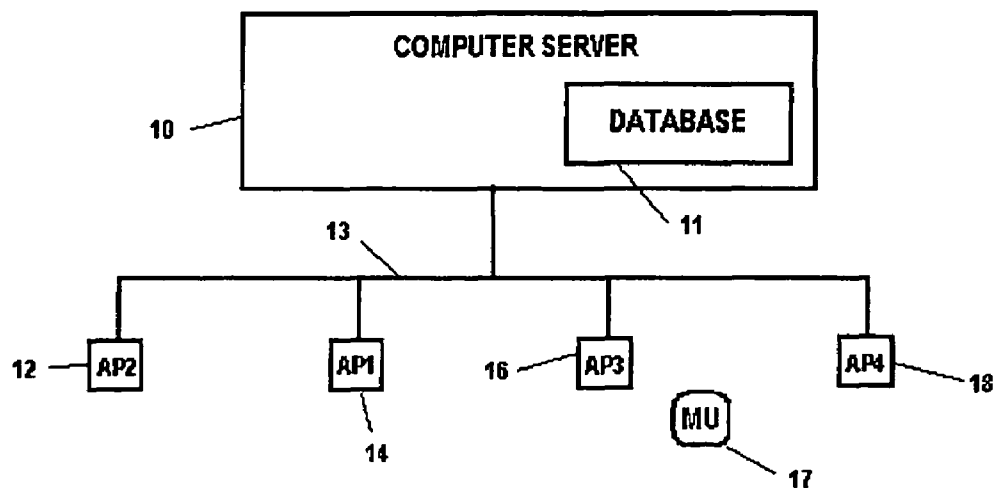 COMPUTER SERVER
DATABASE
10
11
13
12
AP2
AP1
16
AP3
AP4
18
14
MU
17